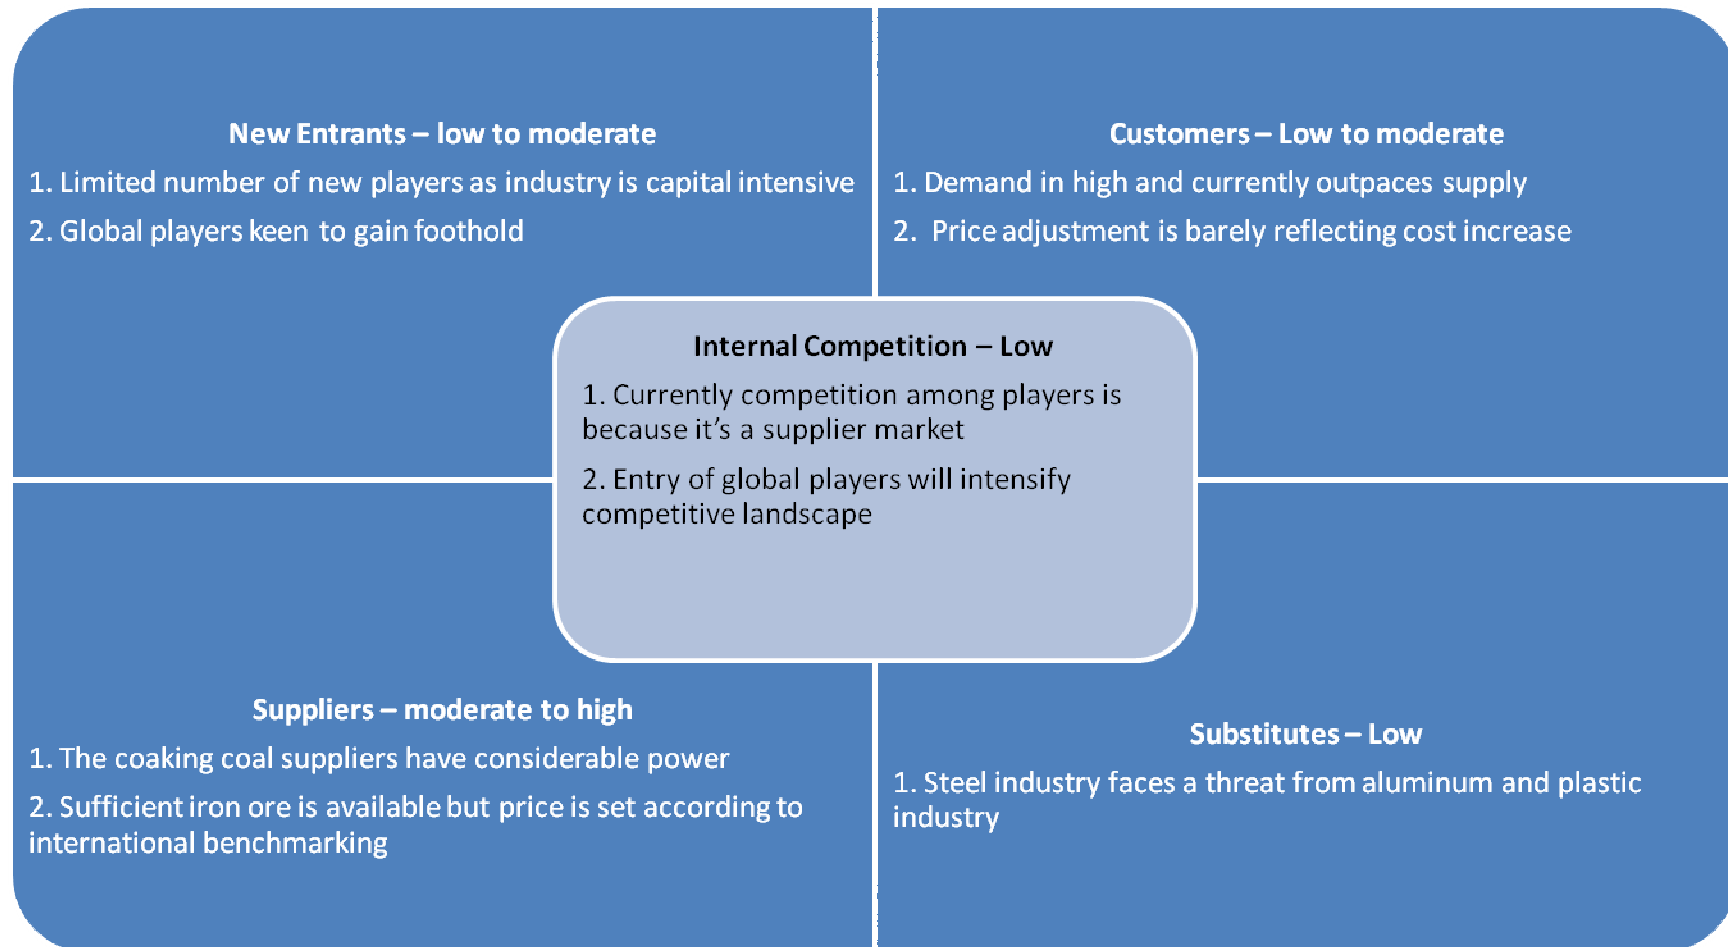 New Entrants – low to moderate
1. Limited number of new players as industry is capital intensive
2. Global players keen to gain foothold
Customers – Low to moderate
1. Demand in high and currently outpaces supply
2.  Price adjustment is barely reflecting cost increase
Internal Competition – Low
1. Currently competition among players is
because it’s a supplier market
2. Entry of global players will intensify
competitive landscape
Suppliers – moderate to high
1. The coaking coal suppliers have considerable power
2. Sufficient iron ore is available but price is set according to
international benchmarking
Substitutes – Low
1. Steel industry faces a threat from aluminum and plastic
industry